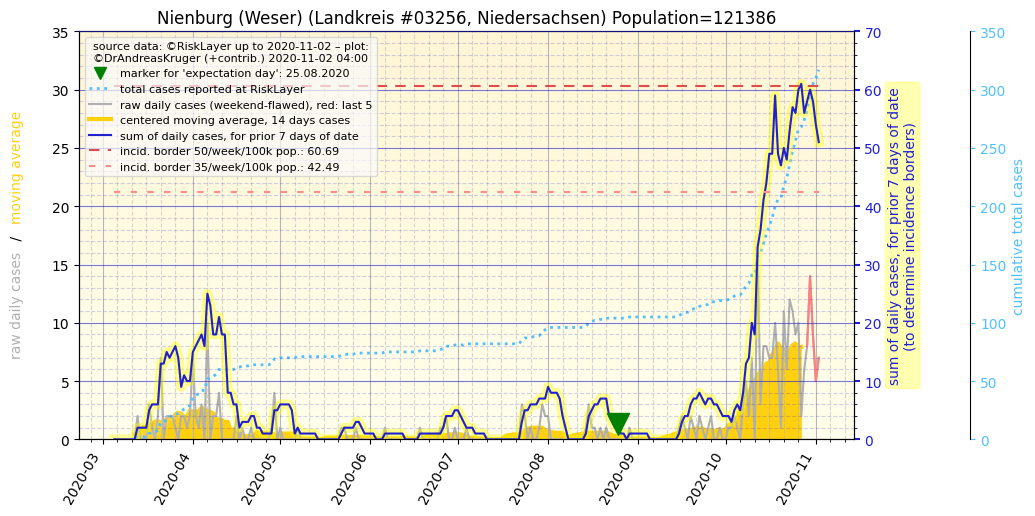 Nienburg (Weser) (Landkreis #03256, Niedersachsen) Population=121386
source data: ©RiskLayer up to 2020-11-02 – plot:
©DrAndreasKruger (+contrib.) 2020-11-02 04:00
marker for 'expectation day': 25.08.2020
total cases reported at RiskLayer
raw daily cases (weekend-flawed), red: last 5
centered moving average, 14 days cases
sum of daily cases, for prior 7 days of date
incid. border 50/week/100k pop.: 60.69
incid. border 35/week/100k pop.: 42.49
raw daily cases / moving average
35
30
25
20
15
10
5
0
2020-03
2020-04
2020-05
2020-06
2020-07
2020-08
2020-09
2020-10
2020-11
70
60
50
40
30
20
10
0
sum of daily cases, for prior 7 days of date
(to determine incidence borders)
350
300
250
200
150
100
50
0
cumulative total cases